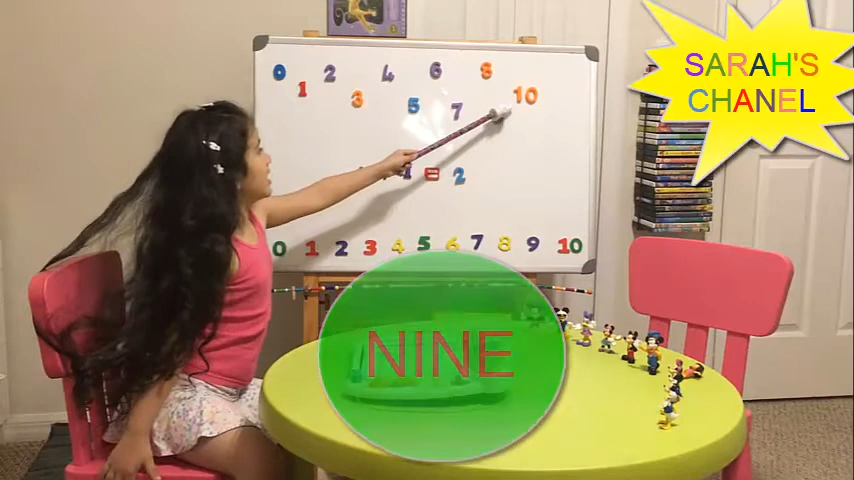 SARAH'S
CHANEL
0 2 4 6 8
1 3 5 7 10
1 = 2
0 1 2 3 4 5 6 7 8 9 10
NINE